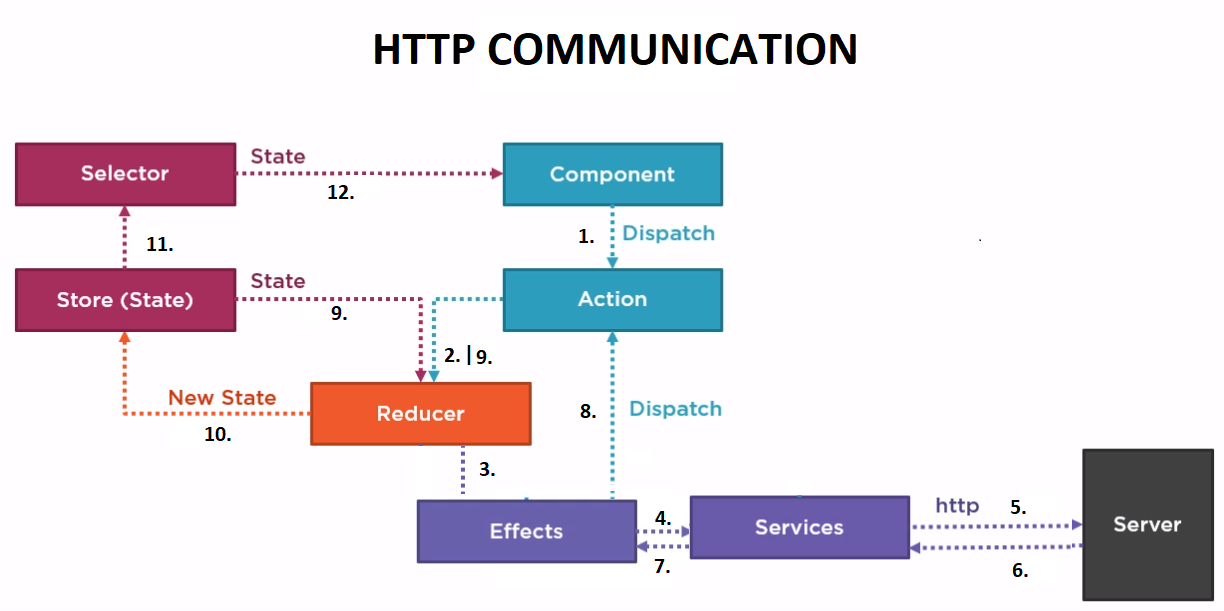 HTTP COMMUNICATION
Selector
State
12.
Component
11.
1.
Dispatch
Store (State)
State
9.
Action
2. | 9.
New State
10.
Reducer
8.
Dispatch
3.
Effects
4.
7.
Services
http
5.
6.
Server